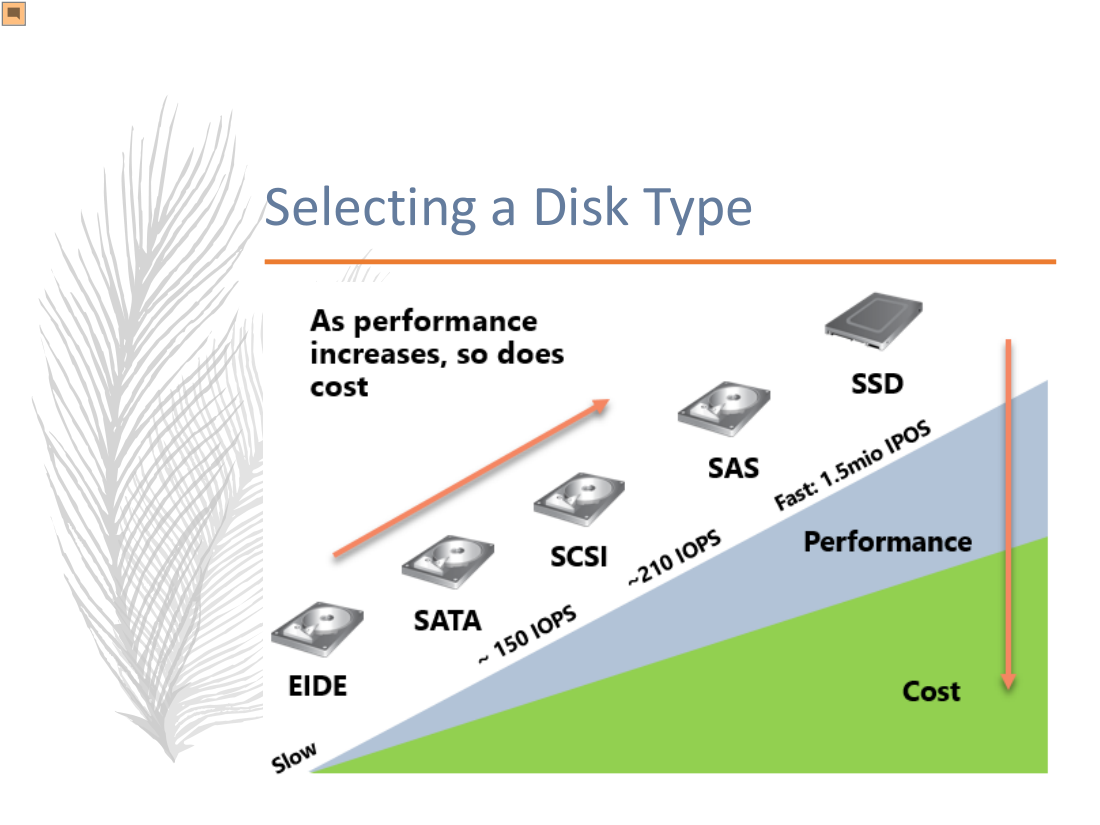 Selecting a Disk Type
As performance
increases, so does
cost
SSD
SAS
Fast: 1.5mio IPOS
SCSI
~210 IOPS
Performance
SATA
~ 150 IOPS
EIDE
Cost
Slow